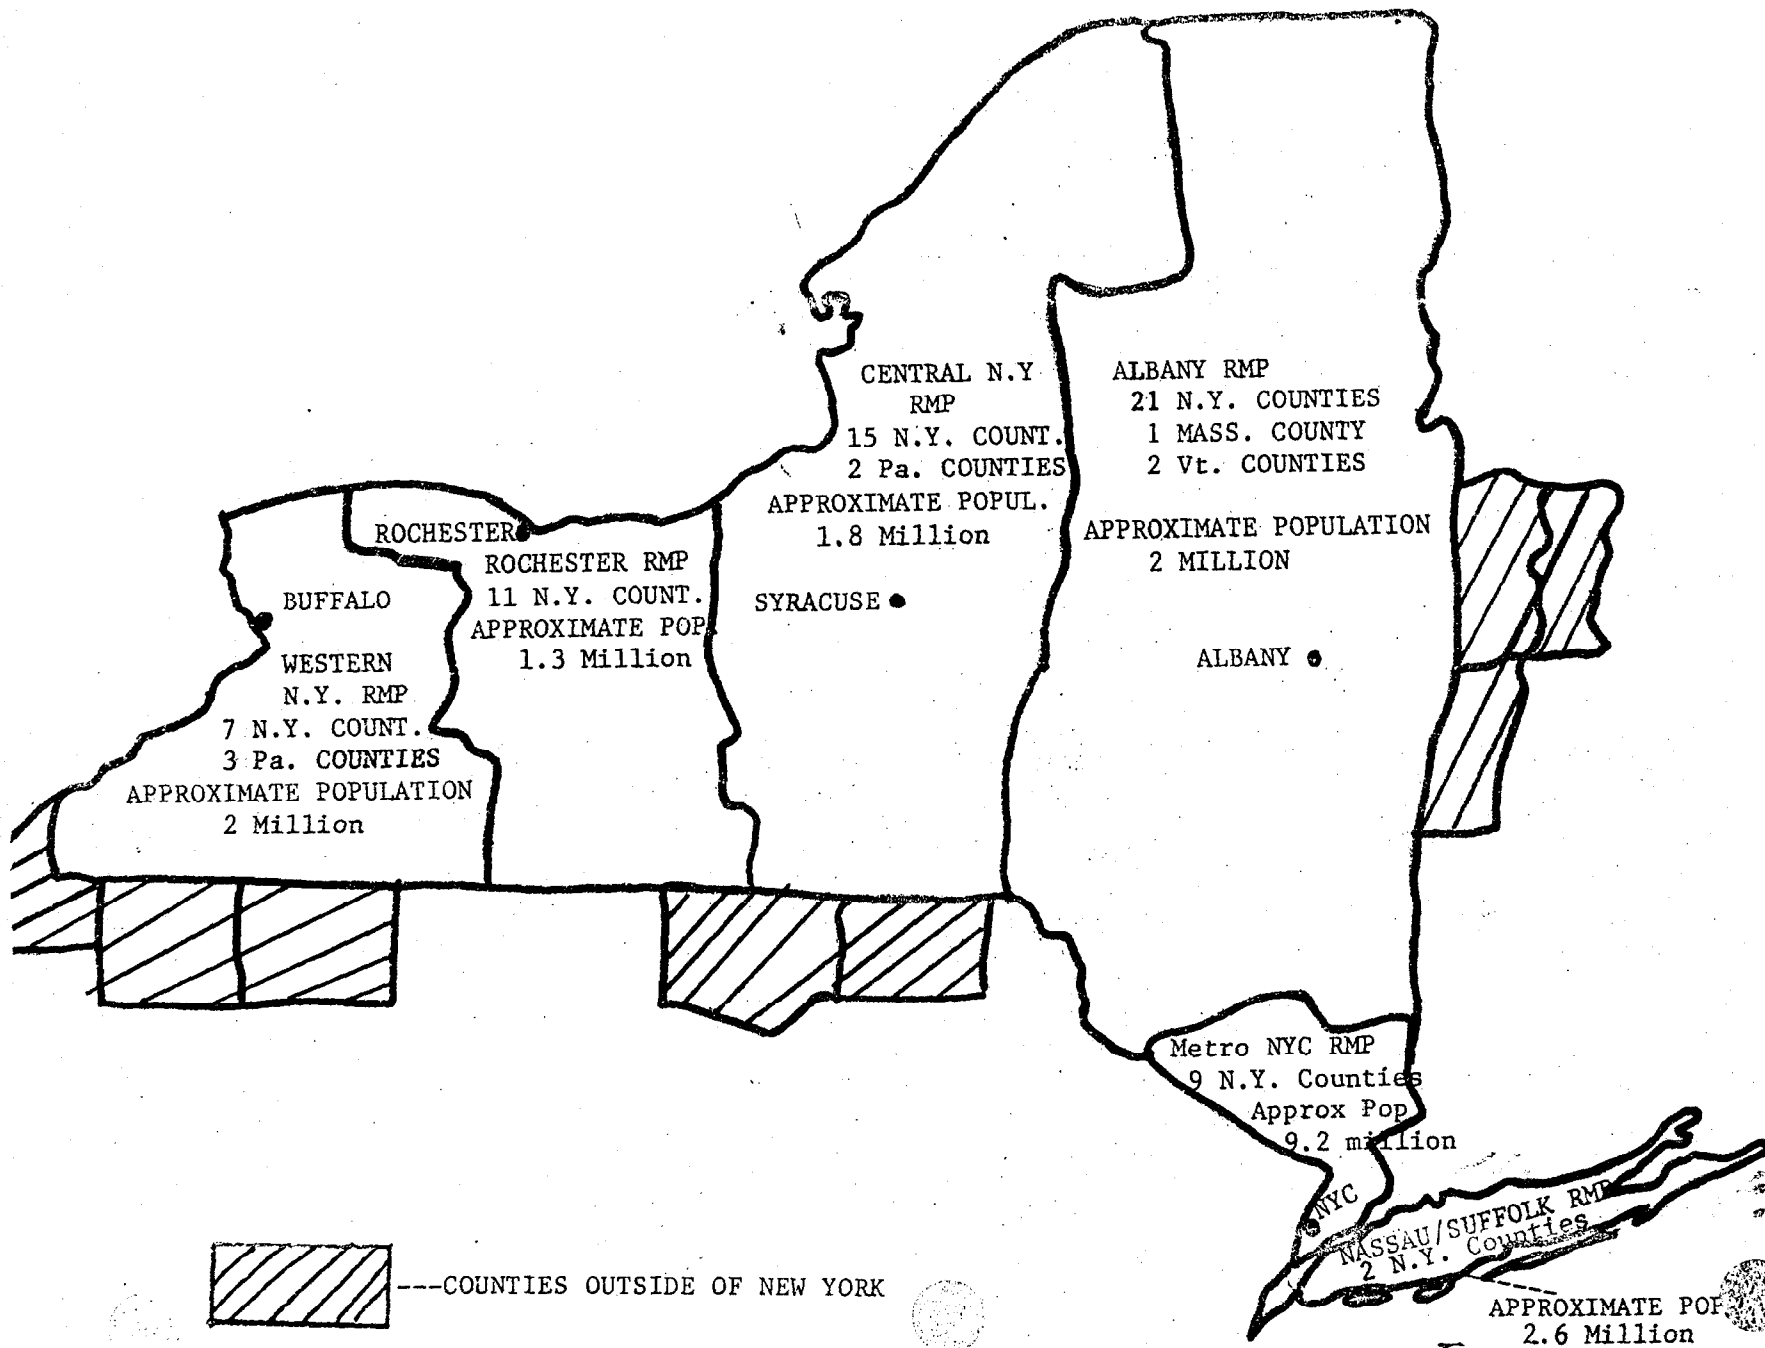 CENTRAL N.Y
RMP
15 N.Y. COUNT.
2 Pa. COUNTIES
APPROXIMATE POPUL.
1.8 Million
SYRACUSE
ALBANY RMP
21 N.Y. COUNTIES
1 MASS. COUNTY
2 Vt. COUNTIES
APPROXIMATE POPULATION
2 MILLION
ALBANY
ROCHESTER
ROCHESTER RMP
11 N.Y. COUNT.
APPROXIMATE POP.
1.3 Million
BUFFALO
WESTERN
N.Y. RMP
7 N.Y. COUNT.
3 Pa. COUNTIES
APPROXIMATE POPULATION
2 Million
Metro NYC RMP
9 N.Y. Counties
Approx Pop
9.2 million
NYC
NASSAU/SUFFOLK RMP
2 N.Y. Counties
APPROXIMATE POP
2.6 Million
---COUNTIES OUTSIDE OF NEW YORK